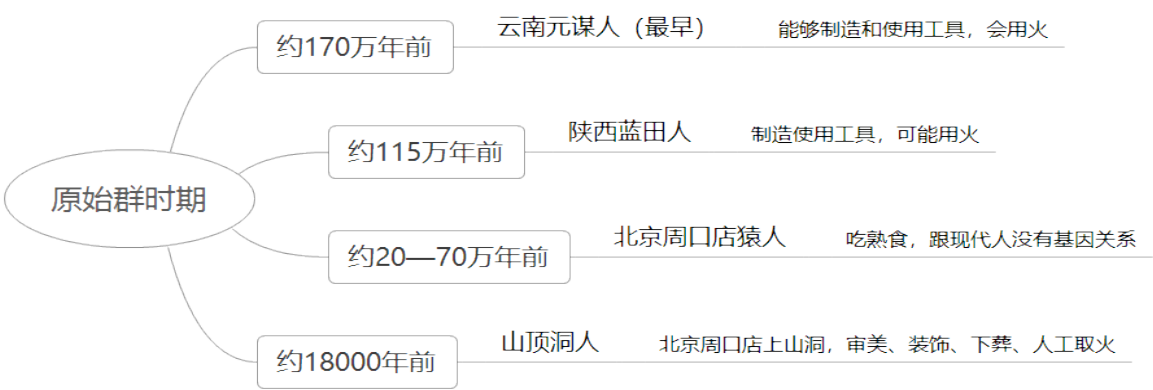 原始群时期
约170万年前
云南元谋人（最早）
能够制造和使用工具，会用火
约115万年前
陕西蓝田人
制造使用工具，可能用火
约20—70万年前
北京周口店猿人
吃熟食，跟现代人没有基因关系
约18000年前
山顶洞人
北京周口店上山洞，审美、装饰、下葬、人工取火